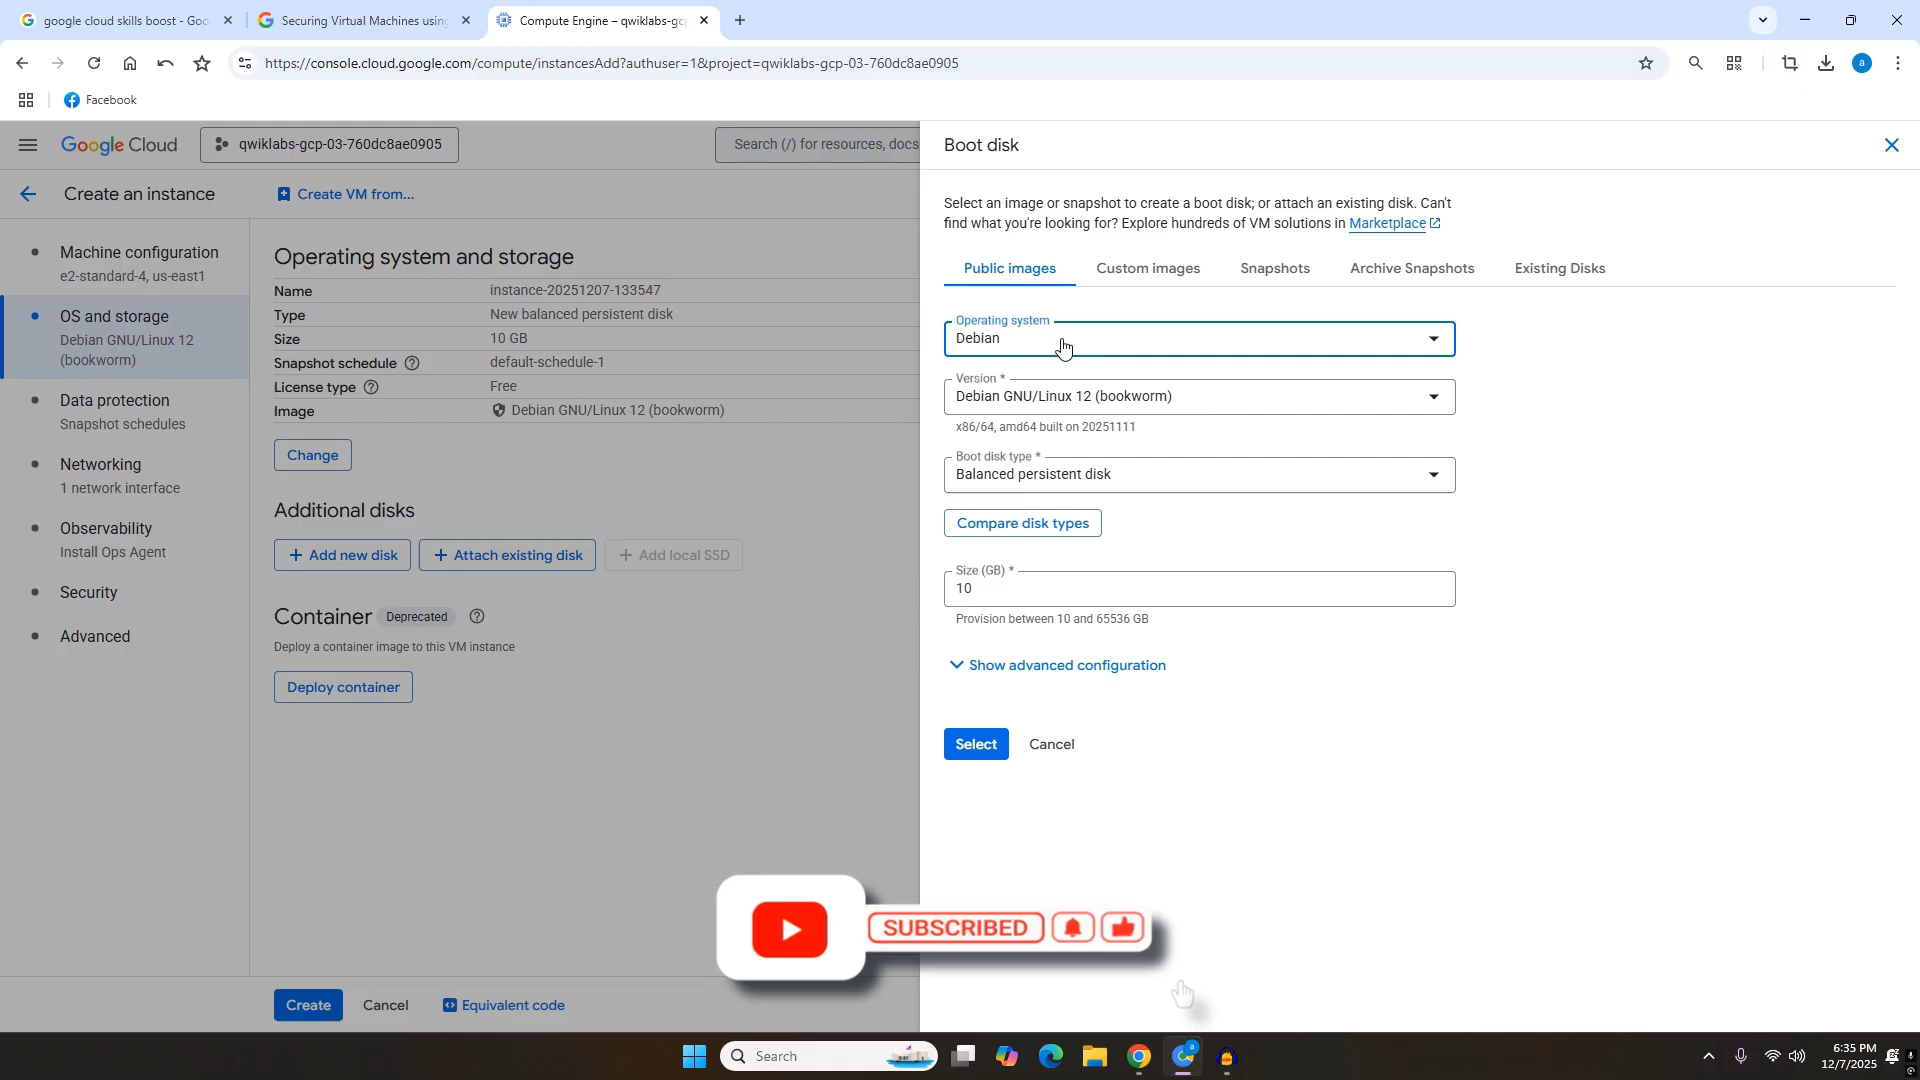 google cloud skills boost - Goo
Securing Virtual Machines using
Compute Engine – qwiklabs-gc
https://console.cloud.google.com/compute/instancesAdd?authuser=1&project=qwiklabs-gcp-03-760dc8ae0905
a
Facebook
Google Cloud
qwiklabs-gcp-03-760dc8ae0905
Search (/) for resources, docs
Create an instance
Create VM from...
Machine configuration
e2-standard-4, us-east1
OS and storage
Debian GNU/Linux 12
(bookworm)
Data protection
Snapshot schedules
Networking
1 network interface
Observability
Install Ops Agent
Security
Advanced
Operating system and storage
Name instance-20251207-133547
Type New balanced persistent disk
Size 10 GB
Snapshot schedule default-schedule-1
License type Free
Image Debian GNU/Linux 12 (bookworm)
Change
Additional disks
Add new disk
Attach existing disk
Add local SSD
Container Deprecated
Deploy a container image to this VM instance
Deploy container
Create
Cancel
Equivalent code
Boot disk
Select an image or snapshot to create a boot disk; or attach an existing disk. Can't
find what you're looking for? Explore hundreds of VM solutions in Marketplace
Public images
Custom images
Snapshots
Archive Snapshots
Existing Disks
Operating system
Debian
Version *
Debian GNU/Linux 12 (bookworm)
x86/64, amd64 built on 20251111
Boot disk type *
Balanced persistent disk
Compare disk types
Size (GB) *
10
Provision between 10 and 65536 GB
Show advanced configuration
Select
Cancel
SUBSCRIBED
Search
6:35 PM
12/7/2025